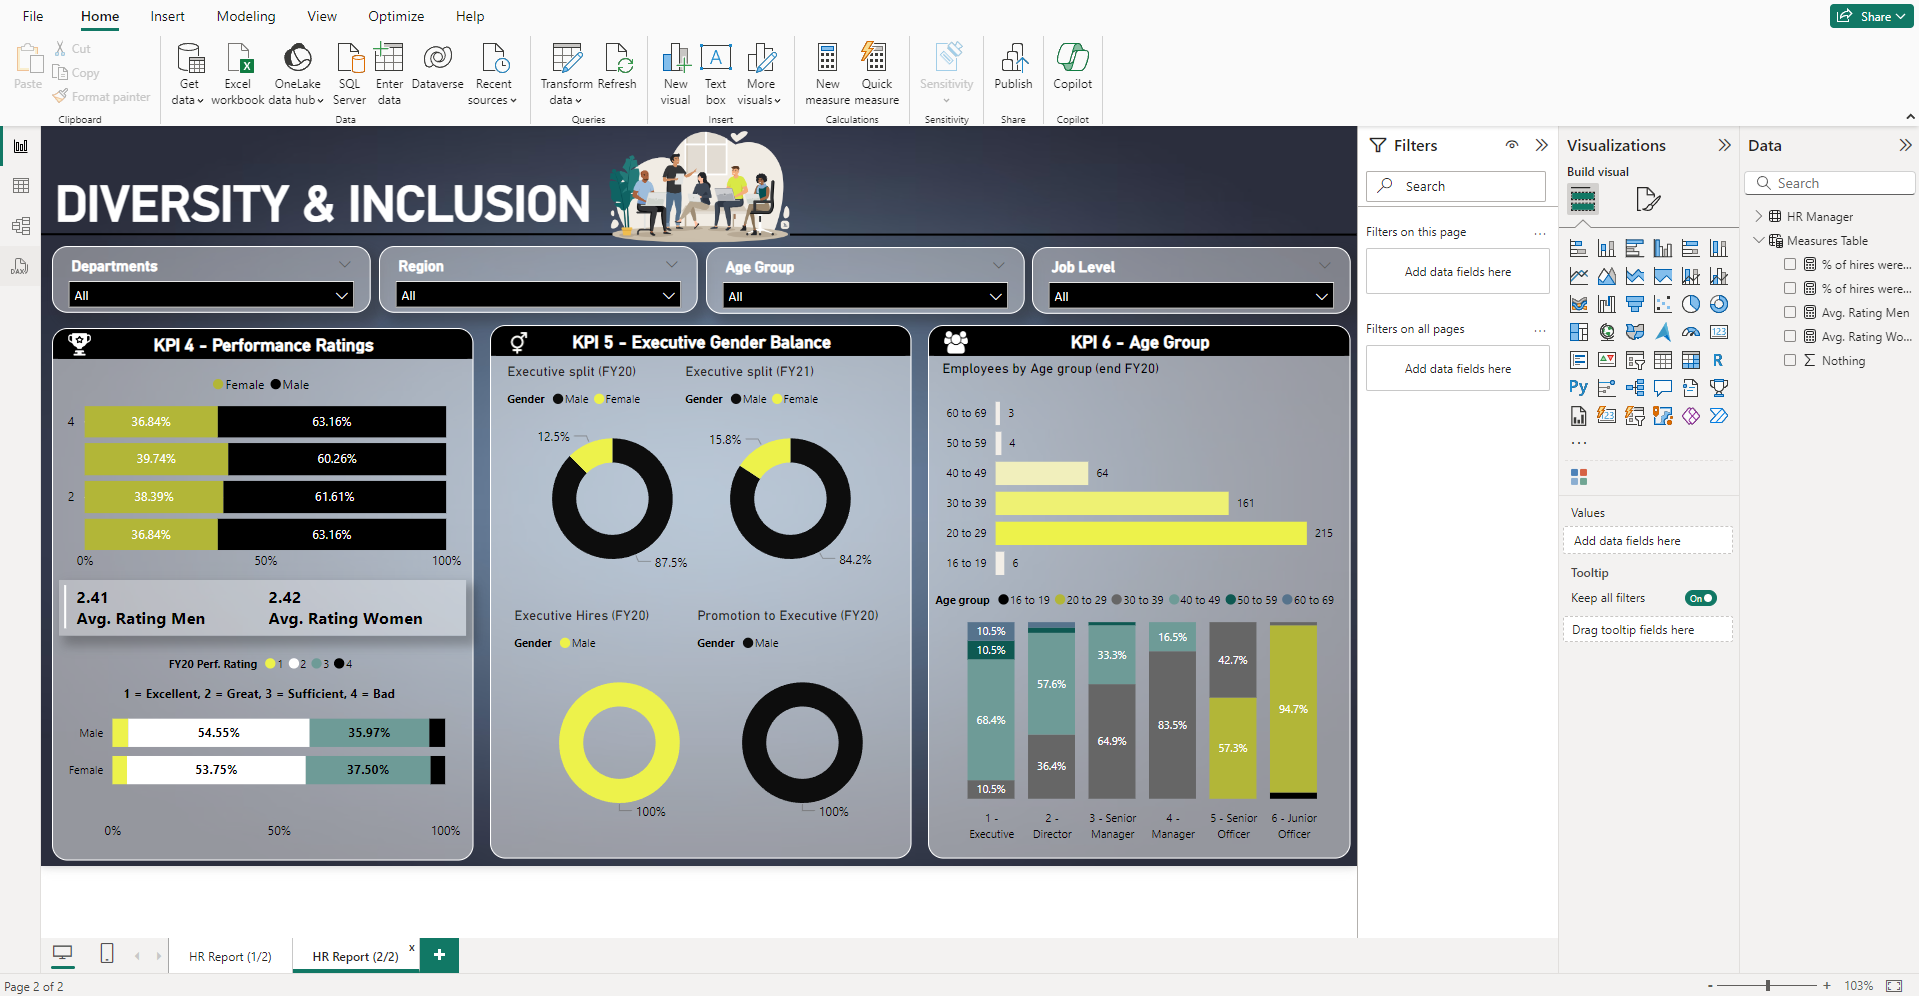 File Home Insert Modeling View Optimize Help
Share
Paste
Cut
Copy
Format painter
Clipboard
Get data
Excel workbook
OneLake data hub
SQL Server
Enter data
Dataverse
Recent sources
Data
Transform data
Refresh
Queries
New visual
Text box
More visuals
Insert
New measure
Quick measure
Calculations
Sensitivity
Sensitivity
Publish
Share
Copilot
Copilot
DIVERSITY & INCLUSION
Departments
All
Region
All
Age Group
All
Job Level
All
KPI 4 - Performance Ratings
Female Male
4 36.84% 63.16%
39.74% 60.26%
2 38.39% 61.61%
36.84% 63.16%
0% 50% 100%
2.41
Avg. Rating Men
2.42
Avg. Rating Women
FY20 Perf. Rating 1 2 3 4
1 = Excellent, 2 = Great, 3 = Sufficient, 4 = Bad
Male 54.55% 35.97%
Female 53.75% 37.50%
0% 50% 100%
KPI 5 - Executive Gender Balance
Executive split (FY20)
Gender Male Female
12.5%
87.5%
Executive split (FY21)
Gender Male Female
15.8%
84.2%
Executive Hires (FY20)
Gender Male
100%
Promotion to Executive (FY20)
Gender Male
100%
KPI 6 - Age Group
Employees by Age group (end FY20)
60 to 69 3
50 to 59 4
40 to 49 64
30 to 39 161
20 to 29 215
16 to 19 6
Age group 16 to 19 20 to 29 30 to 39 40 to 49 50 to 59 60 to 69
10.5%
10.5%
68.4%
10.5%
57.6%
36.4%
33.3%
64.9%
16.5%
83.5%
42.7%
57.3%
94.7%
1 - Executive
2 - Director
3 - Senior Manager
4 - Manager
5 - Senior Officer
6 - Junior Officer
Filters
Search
Filters on this page
...
Add data fields here
Filters on all pages
...
Add data fields here
Visualizations
Build visual
123
R
Py
123
...
Values
Add data fields here
Tooltip
Keep all filters
On
Drag tooltip fields here
Data
Search
HR Manager
Measures Table
% of hires were...
% of hires were...
Avg. Rating Men
Avg. Rating Wo...
Nothing
HR Report (1/2)
HR Report (2/2)
x
+
Page 2 of 2
- + 103%